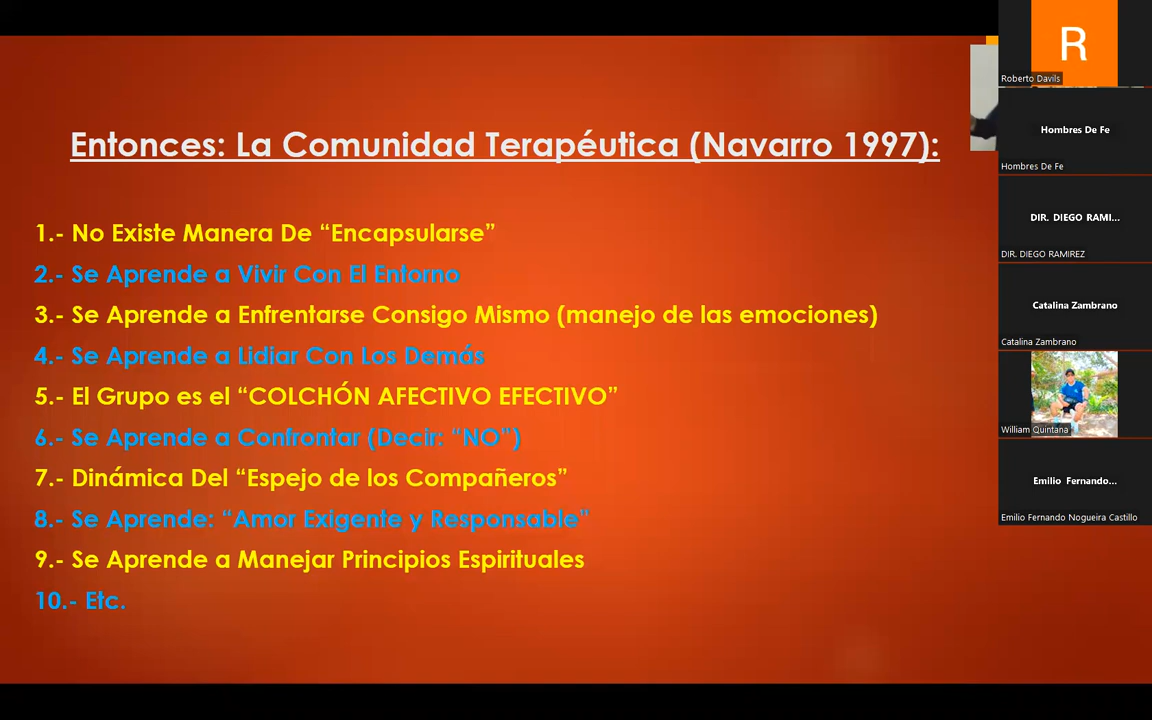 Entonces: La Comunidad Terapéutica (Navarro 1997):
1.- No Existe Manera De “Encapsularse”
2.- Se Aprende a Vivir Con El Entorno
3.- Se Aprende a Enfrentarse Consigo Mismo (manejo de las emociones)
4.- Se Aprende a Lidiar Con Los Demás
5.- El Grupo es el “COLCHÓN AFECTIVO EFECTIVO”
6.- Se Aprende a Confrontar (Decir: “NO”)
7.- Dinámica Del “Espejo de los Compañeros”
8.- Se Aprende: “Amor Exigente y Responsable”
9.- Se Aprende a Manejar Principios Espirituales
10.- Etc.
R
Roberto Davils
Hombres De Fe
Hombres De Fe
DIR. DIEGO RAMI...
DIR. DIEGO RAMIREZ
Catalina Zambrano
Catalina Zambrano
William Quintana
Emilio Fernando...
Emilio Fernando Nogueira Castillo